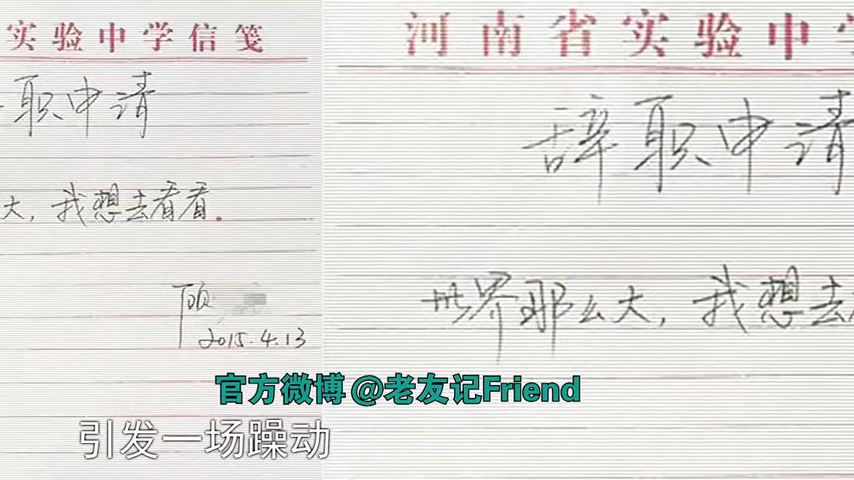 实验中学信笺
职申请
大，我想去看看。
顾
2015.4.13
河南省实验中
辞职申请
世界那么大，我想去
官方微博@老友记Friend
引发一场躁动